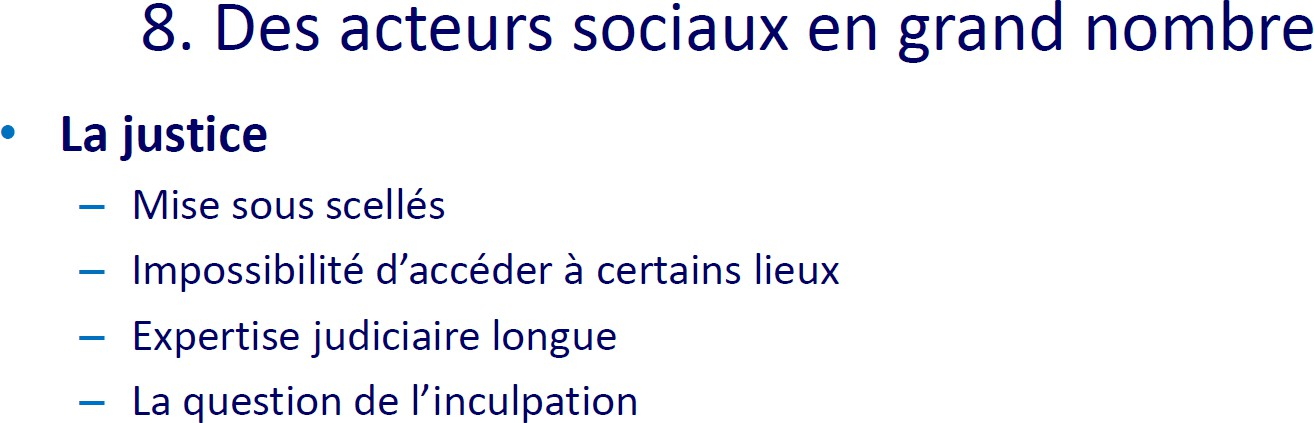 8. Des acteurs sociaux en grand nombre
• La justice
– Mise sous scellés
– Impossibilité d’accéder à certains lieux
– Expertise judiciaire longue
– La question de l’inculpation